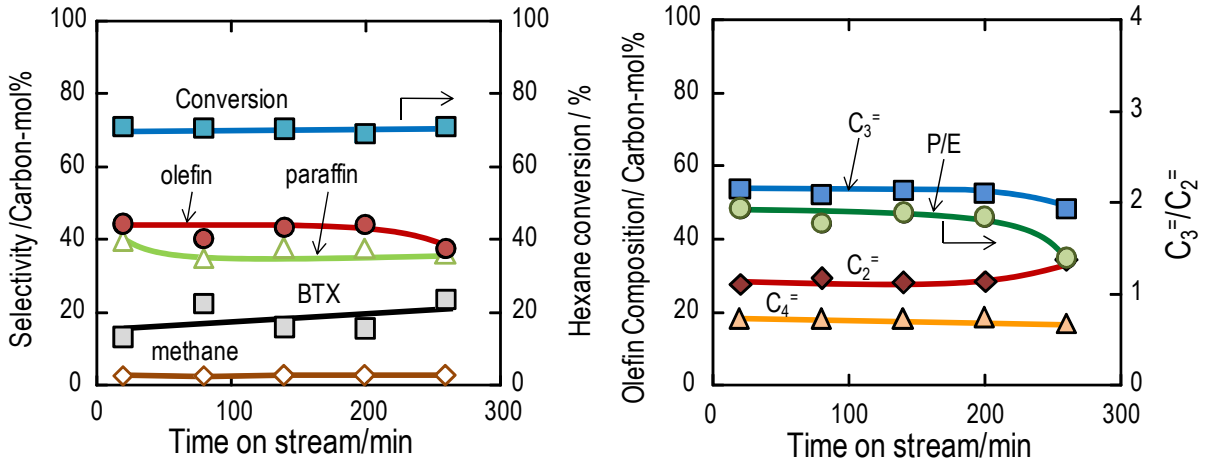 Selectivity /Carbon-mol%
100
80
60
40
20
0
Conversion
olefin
paraffin
BTX
methane
100
80
60
40
20
0
Hexane conversion / %
0
100
200
300
Time on stream/min
Olefin Composition/ Carbon-mol%
100
80
60
40
20
0
C₃⁼
P/E
C₂⁼
C₄⁼
4
3
2
1
0
C₃⁼/C₂⁼
0
100
200
300
Time on stream/min